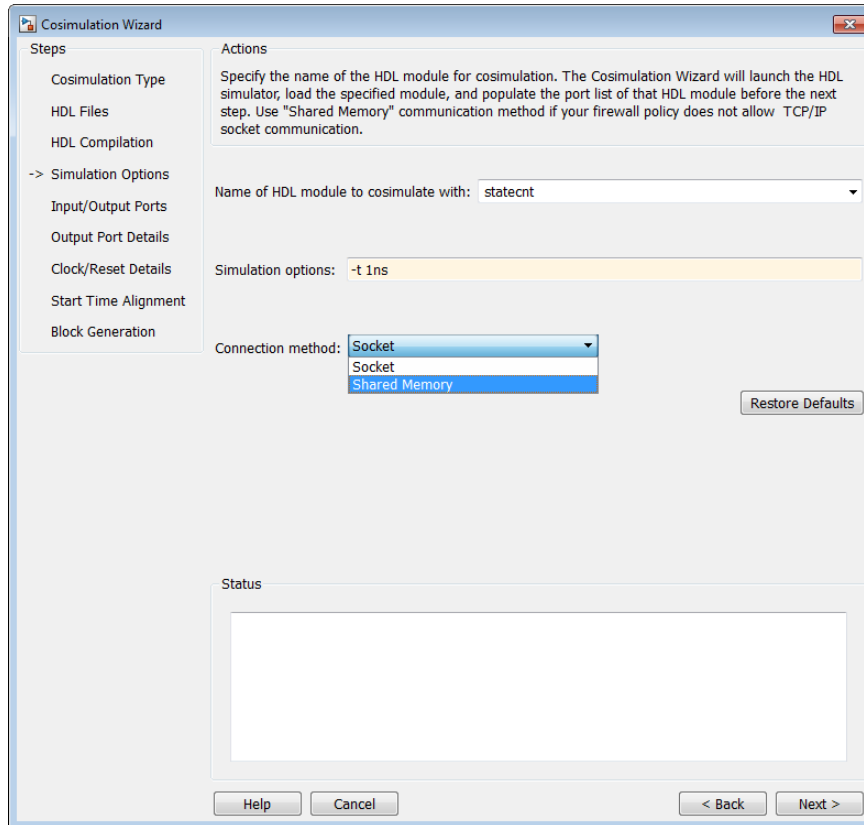 Cosimulation Wizard
Steps
Cosimulation Type
HDL Files
HDL Compilation
-> Simulation Options
Input/Output Ports
Output Port Details
Clock/Reset Details
Start Time Alignment
Block Generation
Actions
Specify the name of the HDL module for cosimulation. The Cosimulation Wizard will launch the HDL
simulator, load the specified module, and populate the port list of that HDL module before the next
step. Use "Shared Memory" communication method if your firewall policy does not allow TCP/IP
socket communication.
Name of HDL module to cosimulate with: statecnt
Simulation options: -t 1ns
Connection method: Socket
Socket
Shared Memory
Restore Defaults
Status
Help Cancel < Back Next >